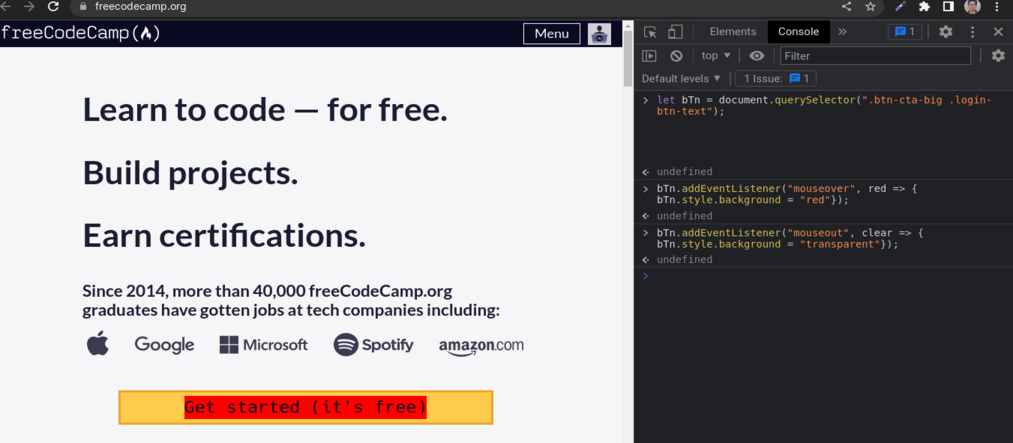 freecodecamp.org
freeCodeCamp(🔥)
Menu
Learn to code — for free.
Build projects.
Earn certifications.
Since 2014, more than 40,000 freeCodeCamp.org
graduates have gotten jobs at tech companies including:
Google Microsoft Spotify amazon.com
Get started (it's free)
Elements Console » 1
top ▼ Filter
Default levels ▼ 1 Issue: 1
> let bTn = document.querySelector(".btn-cta-big .login-
btn-text");
undefined
> bTn.addEventListener("mouseover", red => {
bTn.style.background = "red"});
undefined
> bTn.addEventListener("mouseout", clear => {
bTn.style.background = "transparent"});
undefined
>